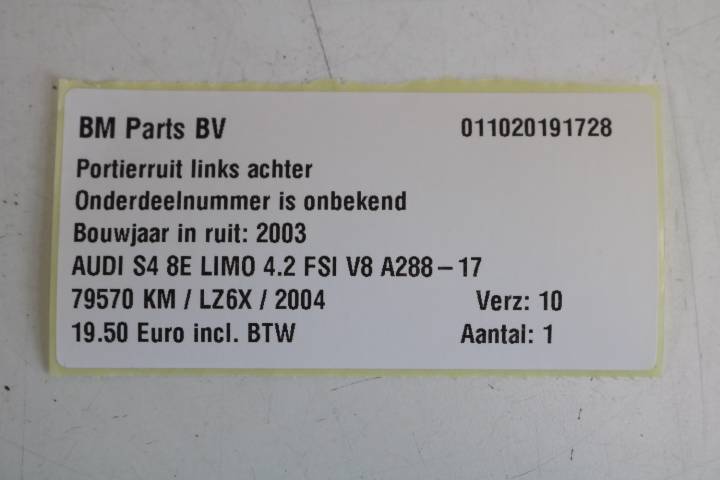 BM Parts BV 011020191728
Portierruit links achter
Onderdeelnummer is onbekend
Bouwjaar in ruit: 2003
AUDI S4 8E LIMO 4.2 FSI V8 A288-17
79570 KM / LZ6X / 2004 Verz: 10
19.50 Euro incl. BTW Aantal: 1